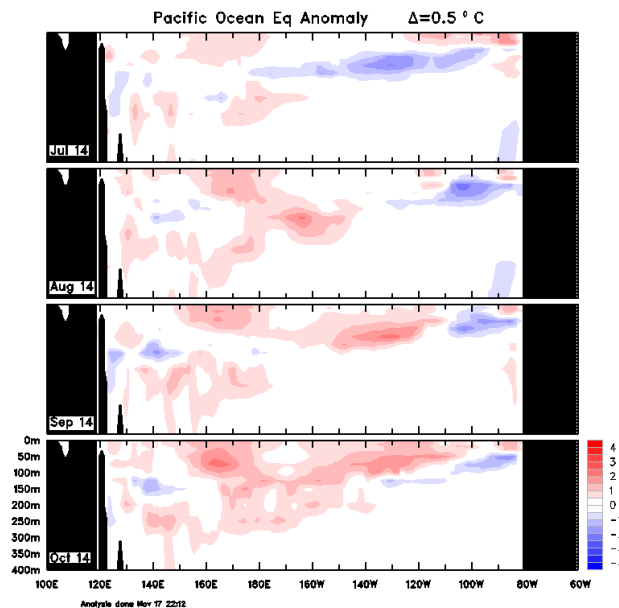 Pacific Ocean Eq Anomaly Δ=0.5 ° C
Jul 14
Aug 14
Sep 14
0m
50m
100m
150m
200m
250m
300m
350m
400m
Oct 14
100E 120E 140E 160E 180W 160W 140W 120W 100W 80W 60W
4
2
1
0
Analysis done Nov 17 22:12